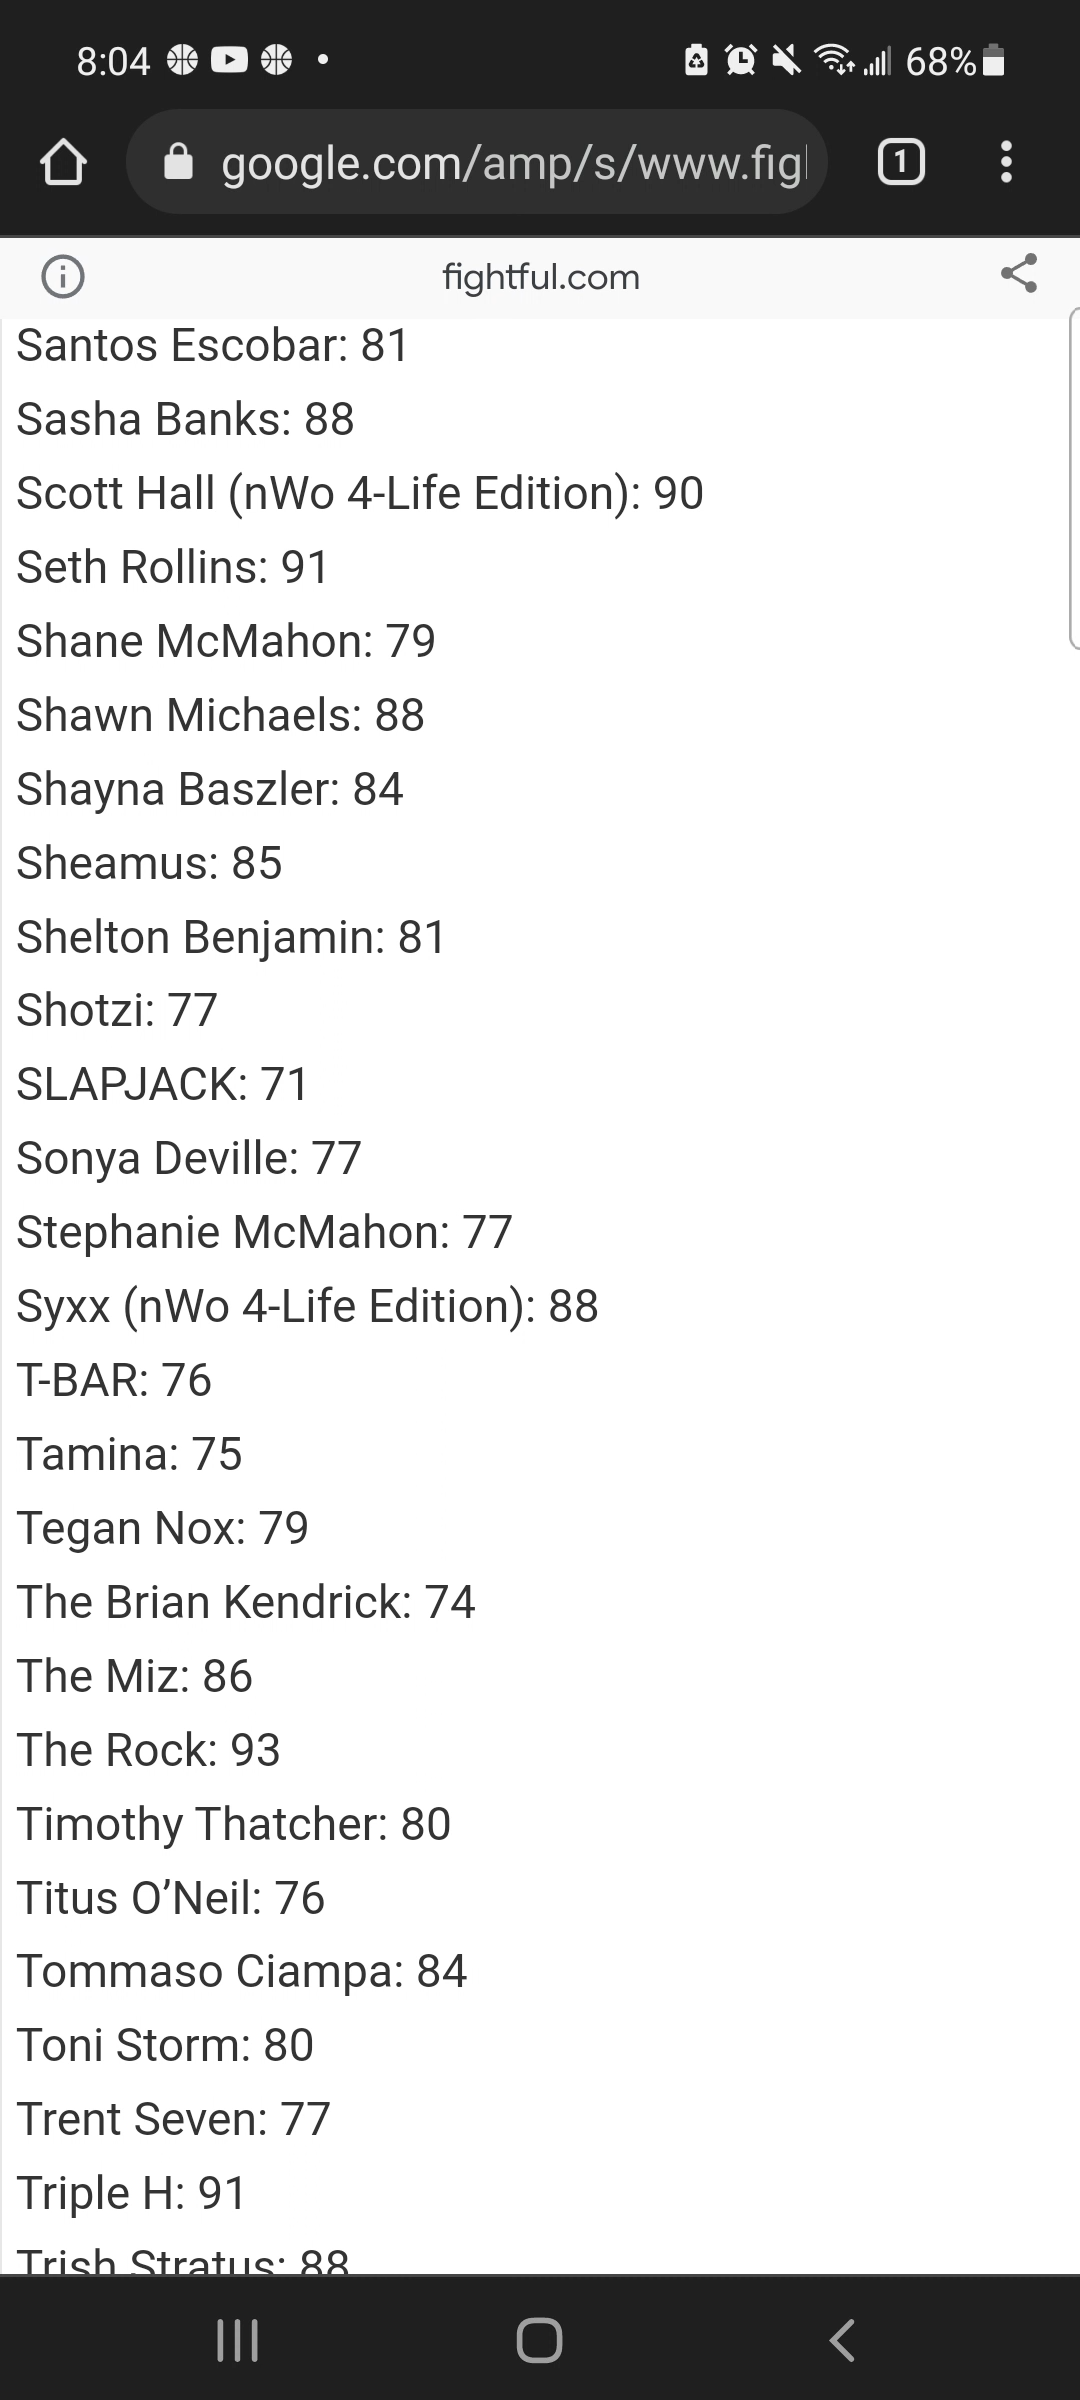 8:04
68%
google.com/amp/s/www.fig
1
fightful.com
Santos Escobar: 81
Sasha Banks: 88
Scott Hall (nWo 4-Life Edition): 90
Seth Rollins: 91
Shane McMahon: 79
Shawn Michaels: 88
Shayna Baszler: 84
Sheamus: 85
Shelton Benjamin: 81
Shotzi: 77
SLAPJACK: 71
Sonya Deville: 77
Stephanie McMahon: 77
Syxx (nWo 4-Life Edition): 88
T-BAR: 76
Tamina: 75
Tegan Nox: 79
The Brian Kendrick: 74
The Miz: 86
The Rock: 93
Timothy Thatcher: 80
Titus O’Neil: 76
Tommaso Ciampa: 84
Toni Storm: 80
Trent Seven: 77
Triple H: 91
Trish Stratus: 88